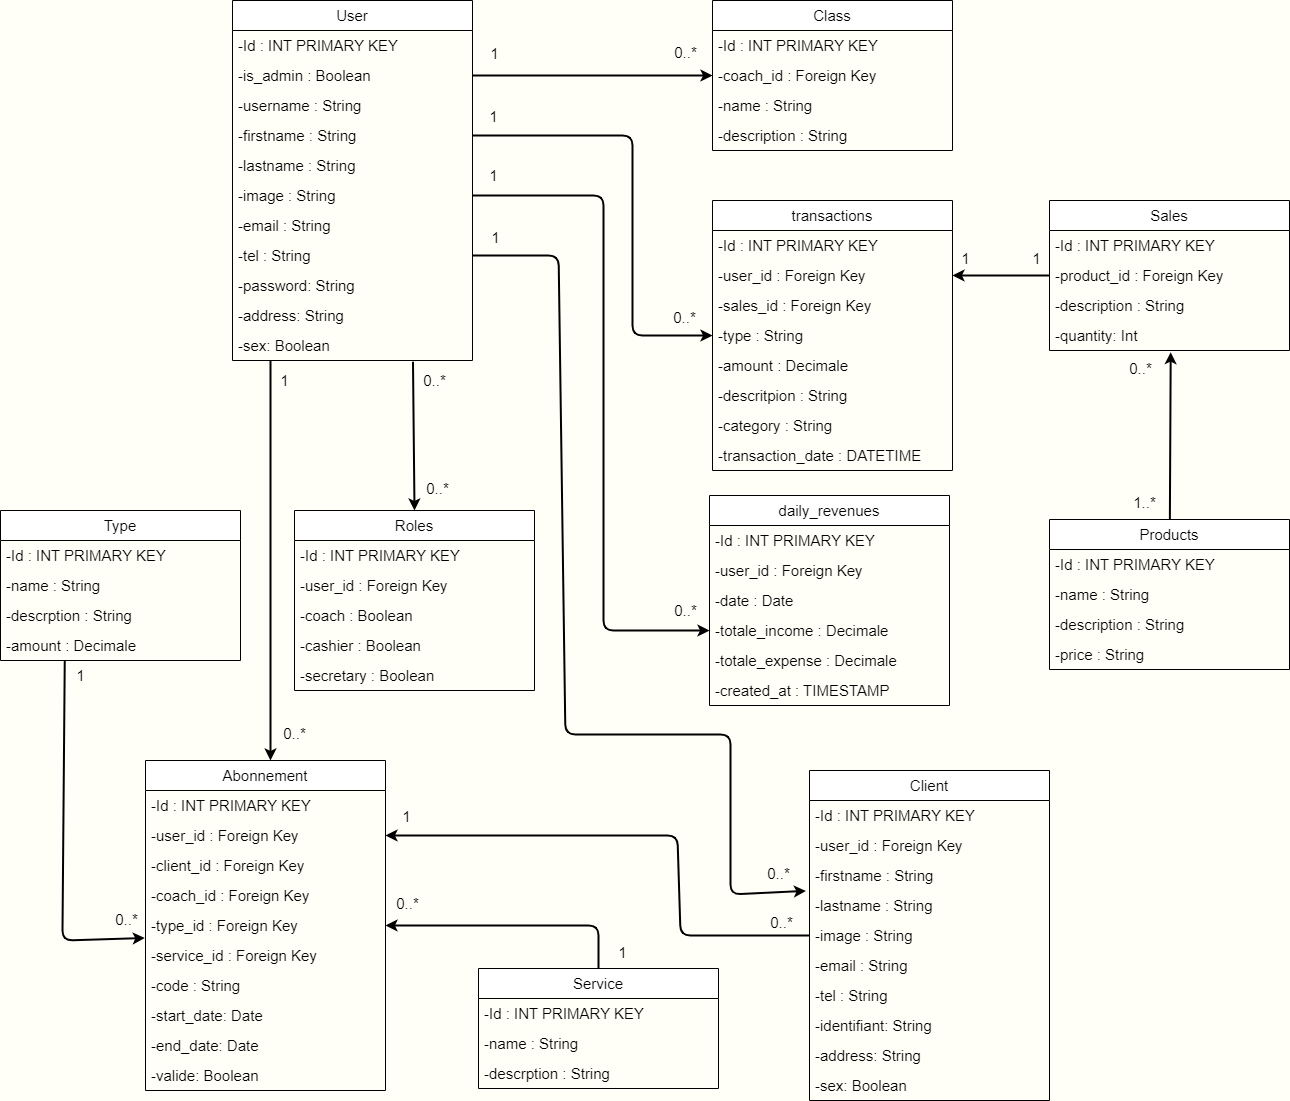 User
-Id : INT PRIMARY KEY
-is_admin : Boolean
-username : String
-firstname : String
-lastname : String
-image : String
-email : String
-tel : String
-password: String
-address: String
-sex: Boolean
1
0..*
1
1
1
1
0..*
Class
-Id : INT PRIMARY KEY
-coach_id : Foreign Key
-name : String
-description : String
transactions
-Id : INT PRIMARY KEY
-user_id : Foreign Key
-sales_id : Foreign Key
-type : String
-amount : Decimale
-descritpion : String
-category : String
-transaction_date : DATETIME
0..*
1
1
Sales
-Id : INT PRIMARY KEY
-product_id : Foreign Key
-description : String
-quantity: Int
0..*
1..*
Products
-Id : INT PRIMARY KEY
-name : String
-description : String
-price : String
daily_revenues
-Id : INT PRIMARY KEY
-user_id : Foreign Key
-date : Date
-totale_income : Decimale
-totale_expense : Decimale
-created_at : TIMESTAMP
0..*
0..*
Roles
-Id : INT PRIMARY KEY
-user_id : Foreign Key
-coach : Boolean
-cashier : Boolean
-secretary : Boolean
Type
-Id : INT PRIMARY KEY
-name : String
-descrption : String
-amount : Decimale
1
0..*
0..*
Abonnement
-Id : INT PRIMARY KEY
-user_id : Foreign Key
-client_id : Foreign Key
-coach_id : Foreign Key
-type_id : Foreign Key
-service_id : Foreign Key
-code : String
-start_date: Date
-end_date: Date
-valide: Boolean
1
0..*
1
Service
-Id : INT PRIMARY KEY
-name : String
-descrption : String
0..*
0..*
Client
-Id : INT PRIMARY KEY
-user_id : Foreign Key
-firstname : String
-lastname : String
-image : String
-email : String
-tel : String
-identifiant: String
-address: String
-sex: Boolean